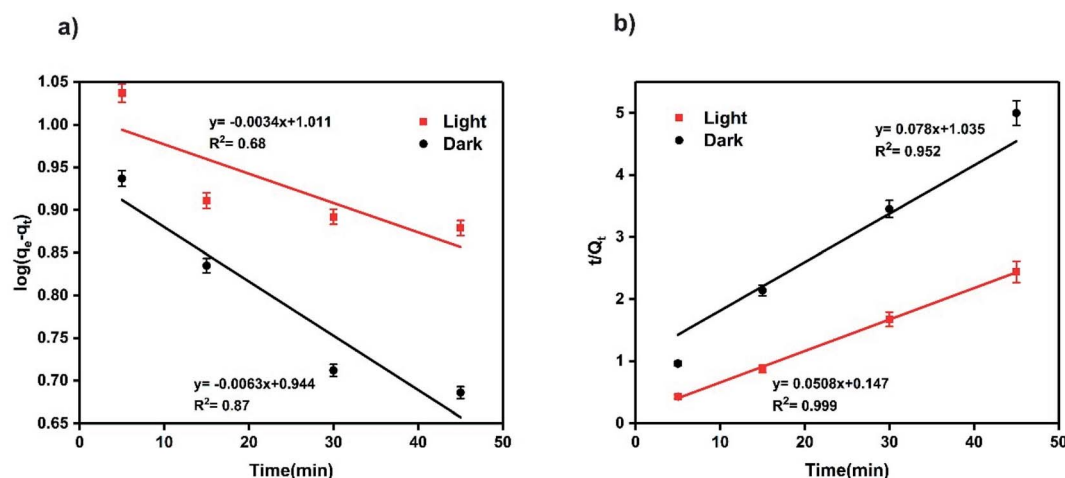 a)
1.05
1.00
0.95
0.90
0.85
0.80
0.75
0.70
0.65
log(qₑ-qₜ)
y= -0.0034x+1.011
R²= 0.68
Light
Dark
y= -0.0063x+0.944
R²= 0.87
0 10 20 30 40 50
Time(min)
b)
5
4
3
2
1
0
t/Qₜ
Light
Dark
y= 0.078x+1.035
R²= 0.952
y= 0.0508x+0.147
R²= 0.999
0 10 20 30 40 50
Time(min)